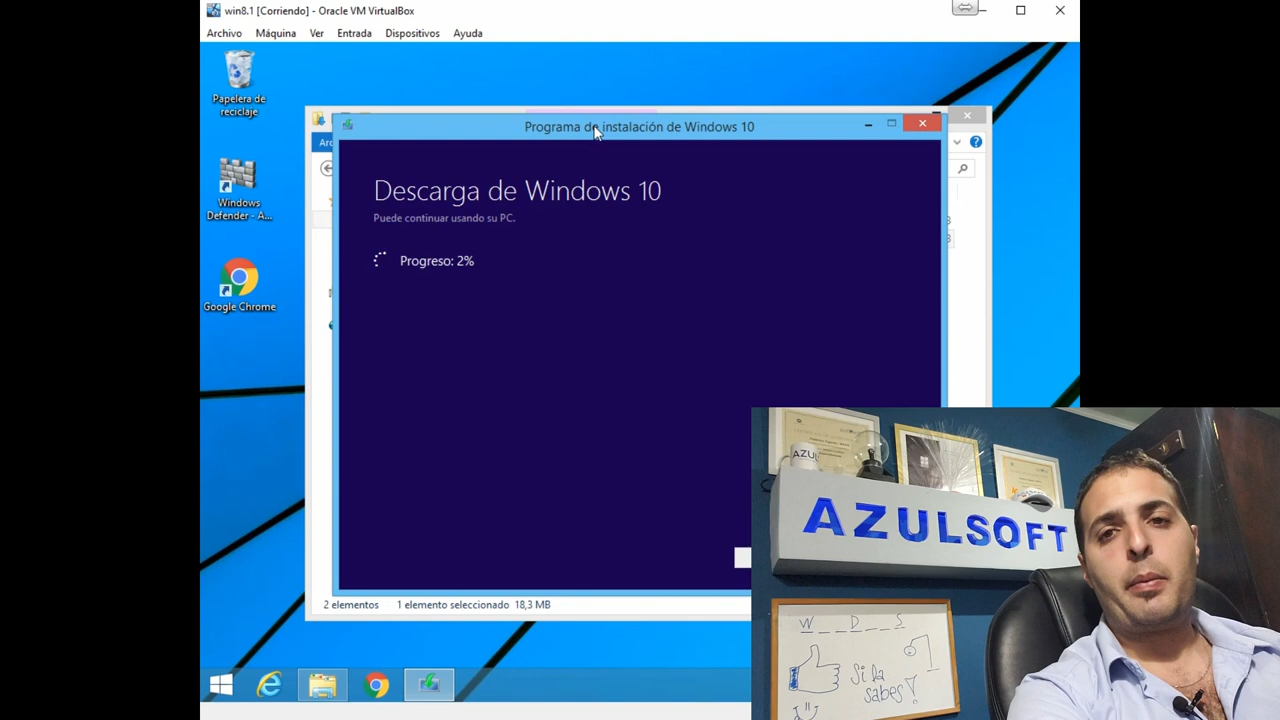 win8.1 [Corriendo] - Oracle VM VirtualBox
Archivo Máquina Ver Entrada Dispositivos Ayuda
Papelera de
reciclaje
Programa de instalación de Windows 10
Descarga de Windows 10
Puede continuar usando su PC.
Progreso: 2%
Windows
Defender - A...
Google Chrome
2 elementos 1 elemento seleccionado 18,3 MB
AZUL
AZULSOFT
W _ _ D _ _ S
Si la
sabes!